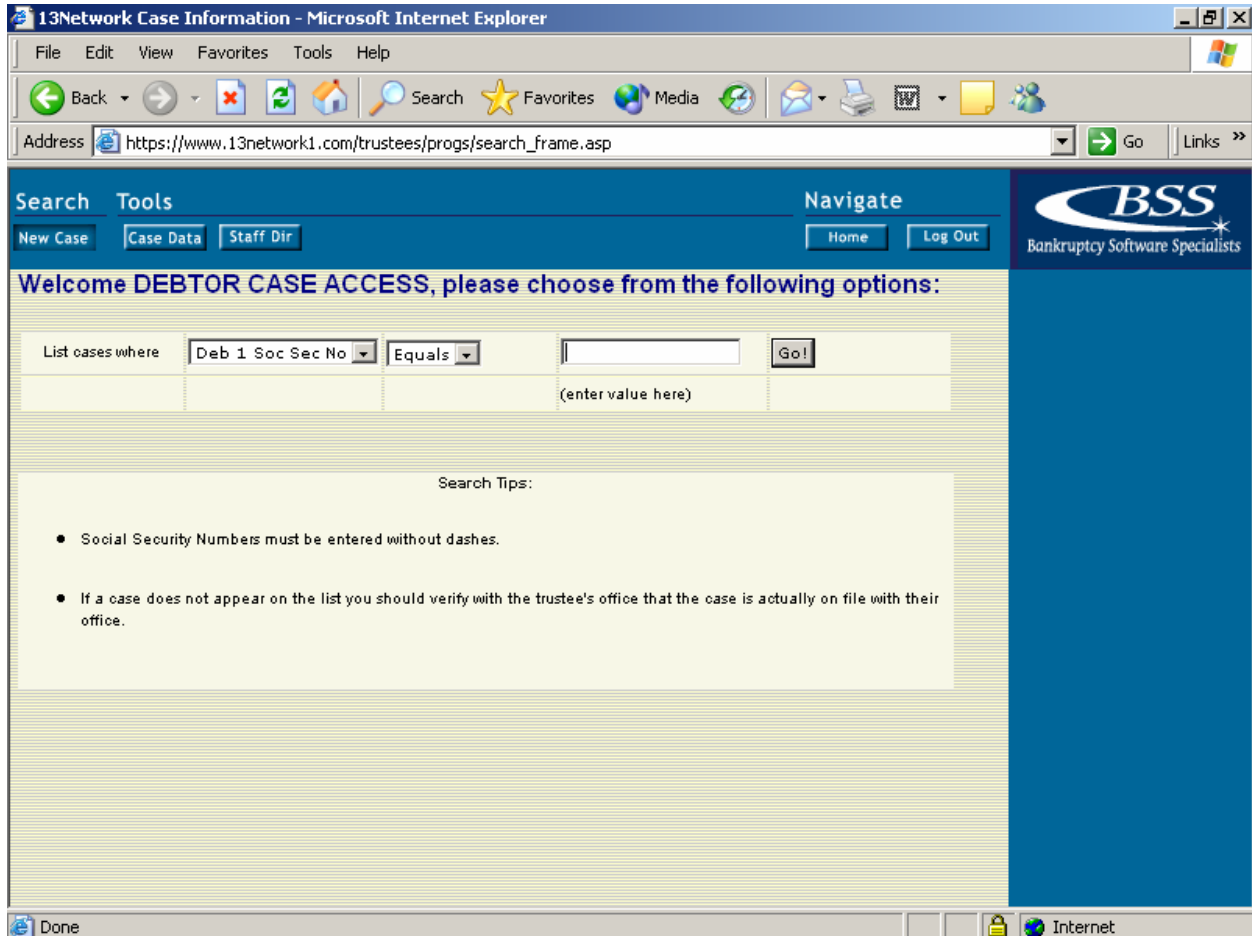 13Network Case Information - Microsoft Internet Explorer
File Edit View Favorites Tools Help
Back Search Favorites Media
Address https://www.13network1.com/trustees/progs/search_frame.asp Go Links »
Search Tools Navigate
New Case Case Data Staff Dir Home Log Out
BSS
Bankruptcy Software Specialists
Welcome DEBTOR CASE ACCESS, please choose from the following options:
List cases where Deb 1 Soc Sec No Equals Go!
(enter value here)
Search Tips:
• Social Security Numbers must be entered without dashes.
• If a case does not appear on the list you should verify with the trustee's office that the case is actually on file with their
office.
Done Internet